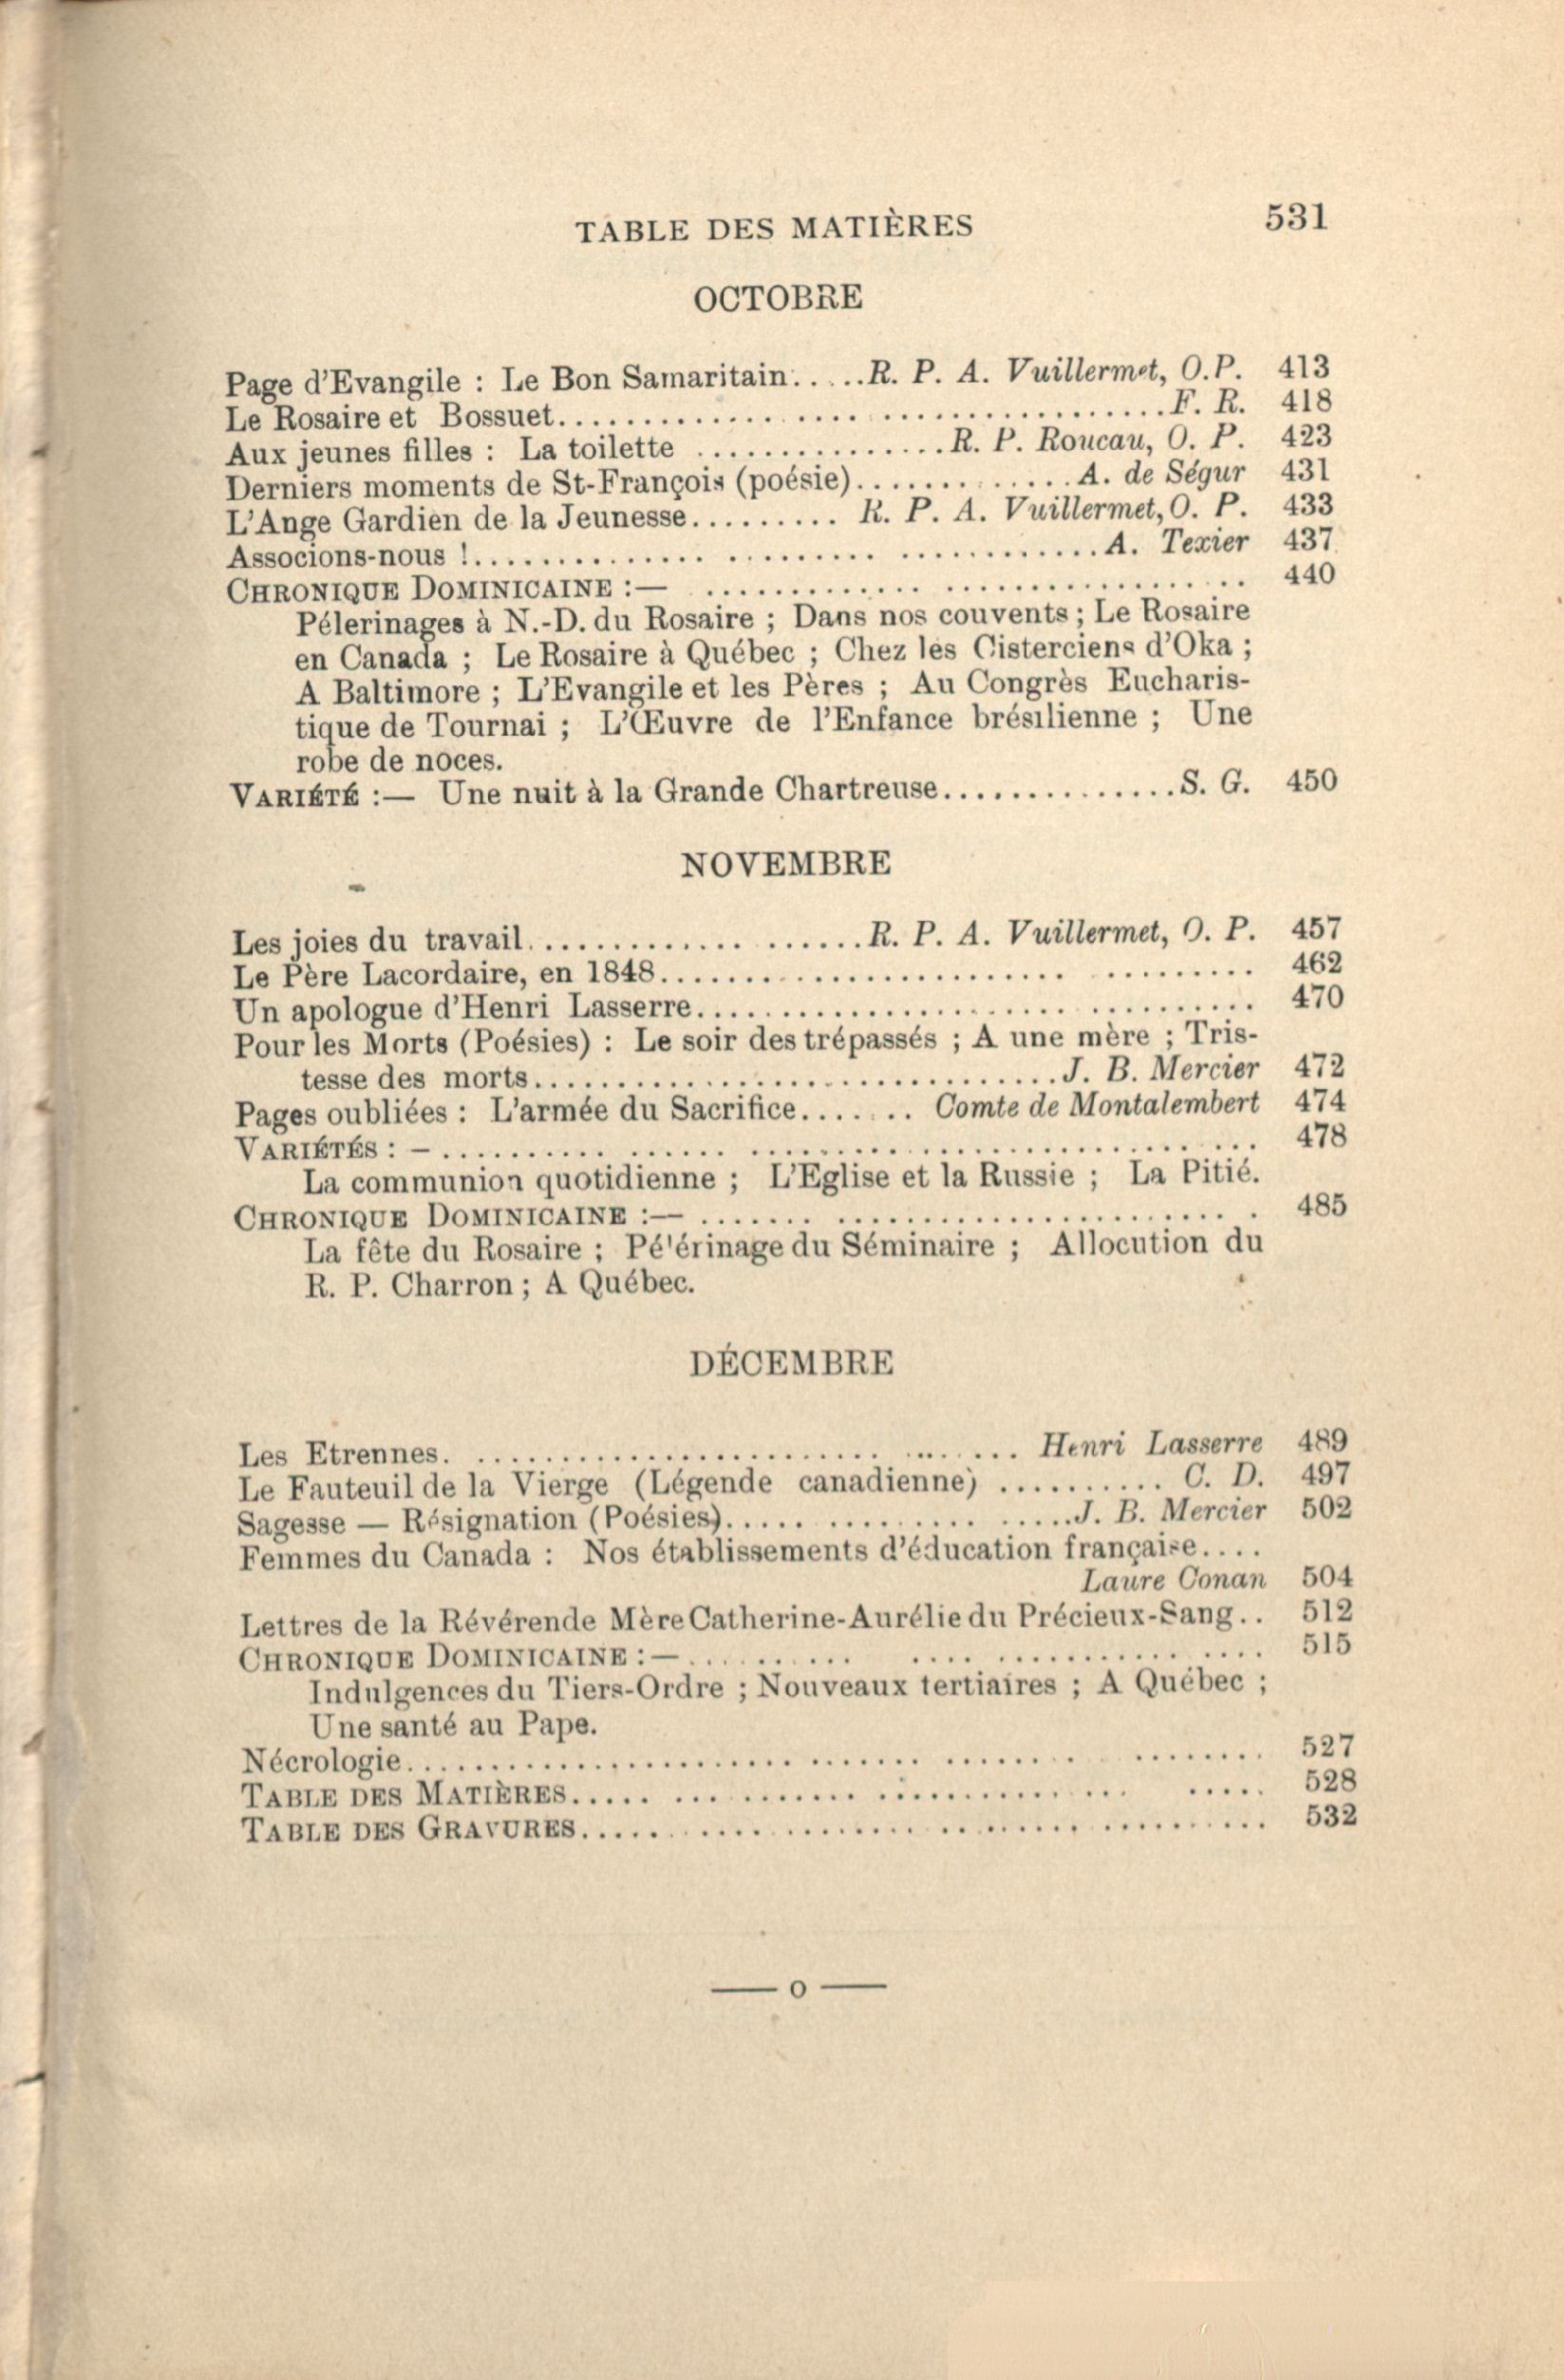 TABLE DES MATIÈRES 531
OCTOBRE
Page d'Evangile : Le Bon Samaritain......R. P. A. Vuillermet, O.P. 413
Le Rosaire et Bossuet..................................F. R. 418
Aux jeunes filles : La toilette ...............R. P. Roucau, O. P. 423
Derniers moments de St-François (poésie).............A. de Ségur 431
L'Ange Gardien de la Jeunesse......... R. P. A. Vuillermet, O. P. 433
Associons-nous !..................................A. Texier 437
CHRONIQUE DOMINICAINE :— .................................. 440
Pélerinages à N.-D. du Rosaire ; Dans nos couvents ; Le Rosaire
en Canada ; Le Rosaire à Québec ; Chez les Cisterciens d'Oka ;
A Baltimore ; L'Evangile et les Pères ; Au Congrès Eucharis-
tique de Tournai ; L'Œuvre de l'Enfance brésilienne ; Une
robe de noces.
VARIÉTÉ :— Une nuit à la Grande Chartreuse..............S. G. 450
NOVEMBRE
Les joies du travail....................R. P. A. Vuillermet, O. P. 457
Le Père Lacordaire, en 1848.................................. 462
Un apologue d'Henri Lasserre.................................. 470
Pour les Morts (Poésies) : Le soir des trépassés ; A une mère ; Tris-
tesse des morts...............................J. B. Mercier 472
Pages oubliées : L'armée du Sacrifice....... Comte de Montalembert 474
VARIÉTÉS : — .................................. 478
La communion quotidienne ; L'Eglise et la Russie ; La Pitié.
CHRONIQUE DOMINICAINE :— .................................. 485
La fête du Rosaire ; Pé'érinage du Séminaire ; Allocution du
R. P. Charron ; A Québec.
DÉCEMBRE
Les Etrennes. .................................. Henri Lasserre 489
Le Fauteuil de la Vierge (Légende canadienne) .......... C. D. 497
Sagesse — Résignation (Poésies)....................J. B. Mercier 502
Femmes du Canada : Nos établissements d'éducation française....
Laure Conan 504
Lettres de la Révérende Mère Catherine-Aurélie du Précieux-Sang.. 512
CHRONIQUE DOMINICAINE :—.................................. 515
Indulgences du Tiers-Ordre ; Nouveaux tertiaires ; A Québec ;
Une santé au Pape.
Nécrologie.................................. 527
TABLE DES MATIÈRES.................................. 528
TABLE DES GRAVURES.................................. 532
— o —